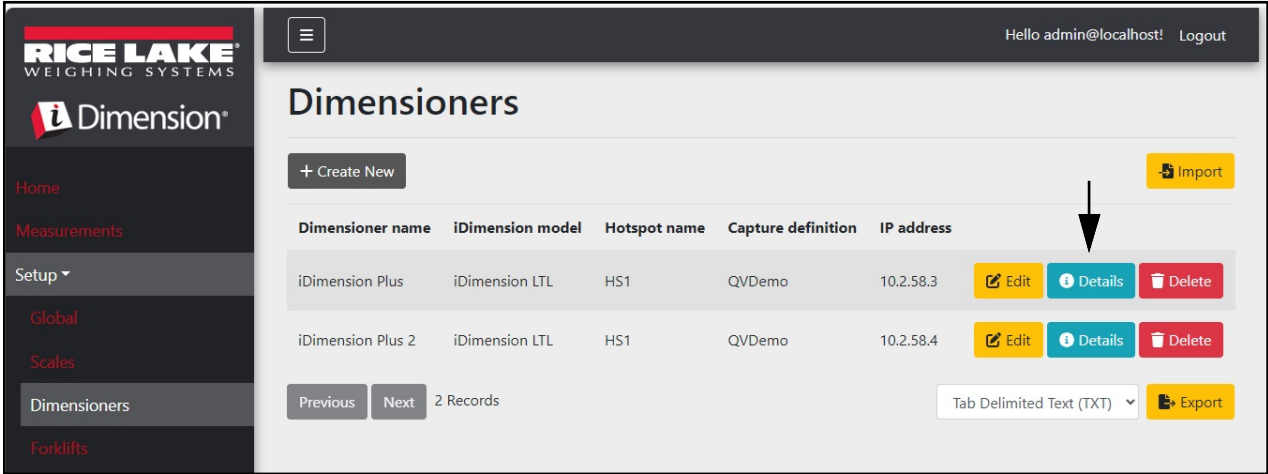 RICE LAKE®
WEIGHING SYSTEMS
i Dimension®
Home
Measurements
Setup
Global
Scales
Dimensioners
Forklifts
Hello admin@localhost! Logout
Dimensioners
+ Create New
Import
Dimensioner name iDimension model Hotspot name Capture definition IP address
iDimension Plus iDimension LTL HS1 QVDemo 10.2.58.3 Edit Details Delete
iDimension Plus 2 iDimension LTL HS1 QVDemo 10.2.58.4 Edit Details Delete
Previous Next 2 Records Tab Delimited Text (TXT) Export